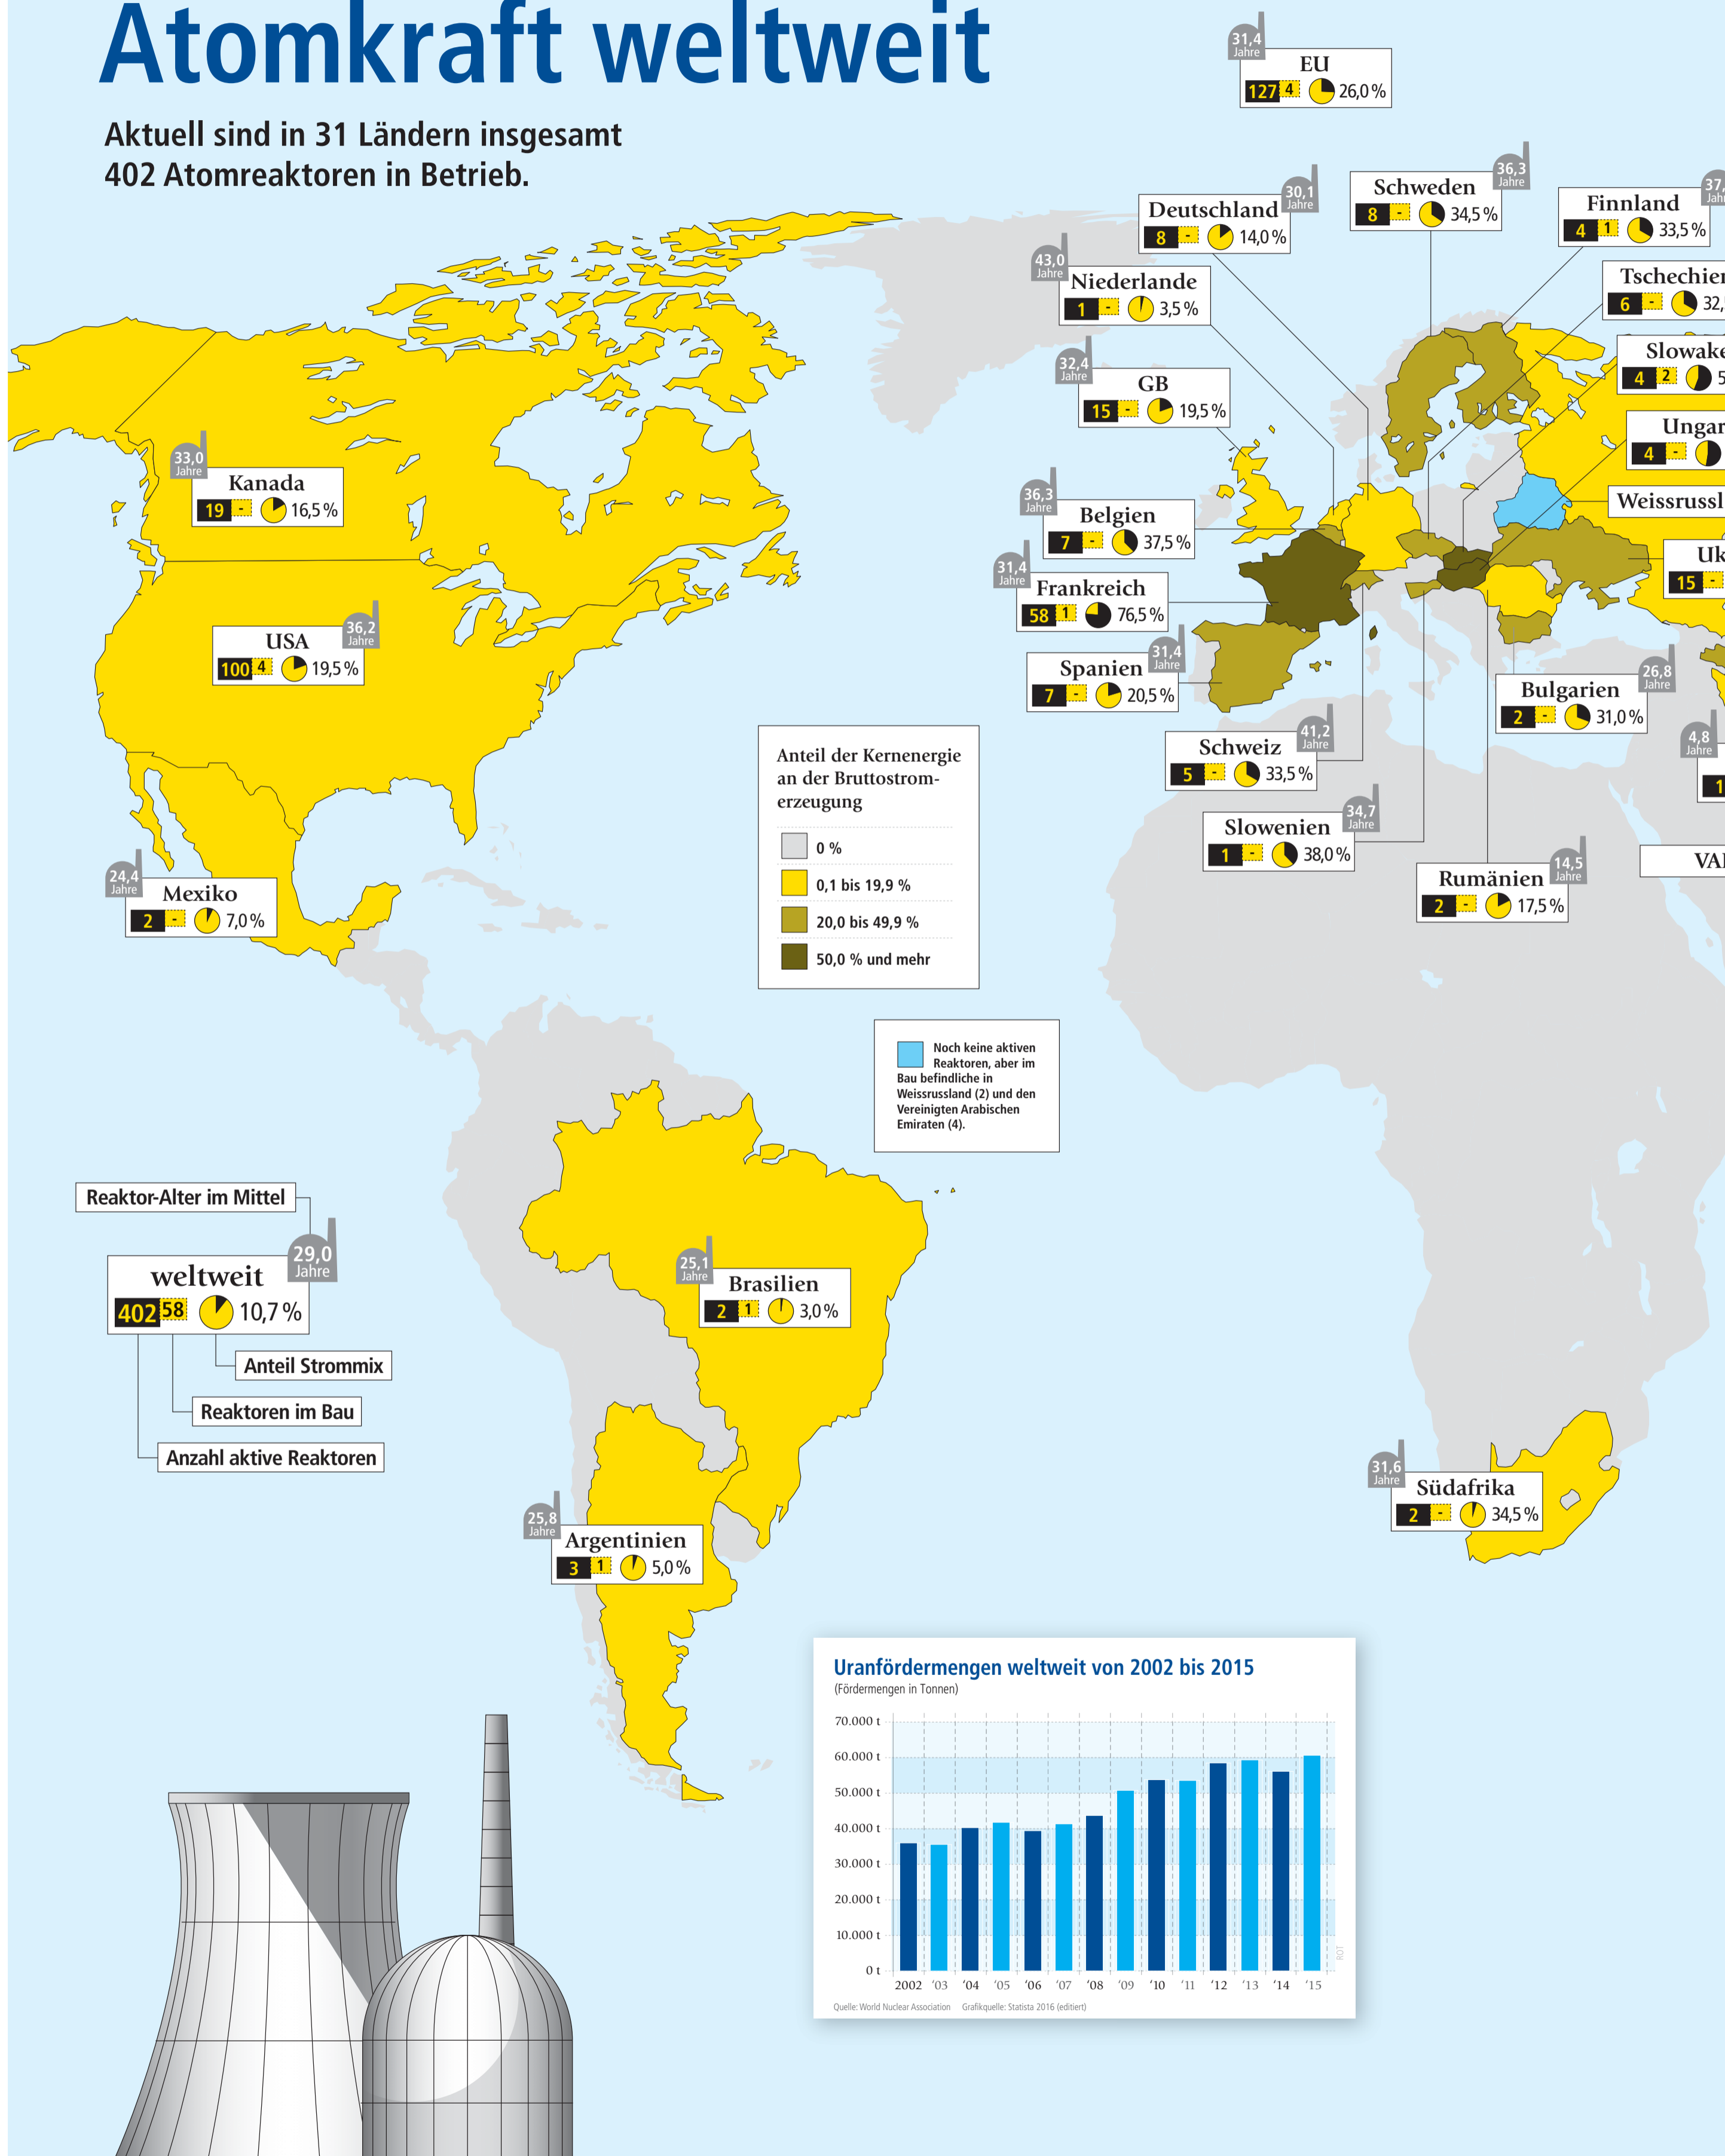 Atomkraft weltweit
Aktuell sind in 31 Ländern insgesamt
402 Atomreaktoren in Betrieb.
31,4
Jahre
EU
127 4 26,0 %
30,1
Jahre
Deutschland
8 - 14,0 %
36,3
Jahre
Schweden
8 - 34,5 %
Finnland
4 1 33,5 %
43,0
Jahre
Niederlande
1 - 3,5 %
6 -
32,4
Jahre
GB
15 - 19,5 %
4 2
4 -
33,0
Jahre
Kanada
19 - 16,5 %
36,3
Jahre
Belgien
7 - 37,5 %
31,4
Jahre
Frankreich
58 1 76,5 %
15 -
36,2
Jahre
USA
100 4 19,5 %
31,4
Jahre
Spanien
7 - 20,5 %
26,8
Jahre
Bulgarien
2 - 31,0 %
41,2
Jahre
Schweiz
5 - 33,5 %
4,8
Jahre
34,7
Jahre
Slowenien
1 - 38,0 %
14,5
Jahre
Rumänien
2 - 17,5 %
24,4
Jahre
Mexiko
2 - 7,0 %
Anteil der Kernenergie
an der Bruttostrom-
erzeugung
0 %
0,1 bis 19,9 %
20,0 bis 49,9 %
50,0 % und mehr
Noch keine aktiven
Reaktoren, aber im
Bau befindliche in
Weissrussland (2) und den
Vereinigten Arabischen
Emiraten (4).
Reaktor-Alter im Mittel
29,0
Jahre
weltweit
402 58 10,7 %
Anteil Strommix
Reaktoren im Bau
Anzahl aktive Reaktoren
25,1
Jahre
Brasilien
2 1 3,0 %
25,8
Jahre
Argentinien
3 1 5,0 %
31,6
Jahre
Südafrika
2 - 34,5 %
Uranfördermengen weltweit von 2002 bis 2015
(Fördermengen in Tonnen)
70.000 t
60.000 t
50.000 t
40.000 t
30.000 t
20.000 t
10.000 t
0 t
2002 ‘03 ‘04 ‘05 ‘06 ‘07 ‘08 ‘09 ‘10 ‘11 ‘12 ‘13 ‘14 ‘15
ROT
Quelle: World Nuclear Association Grafikquelle: Statista 2016 (editiert)